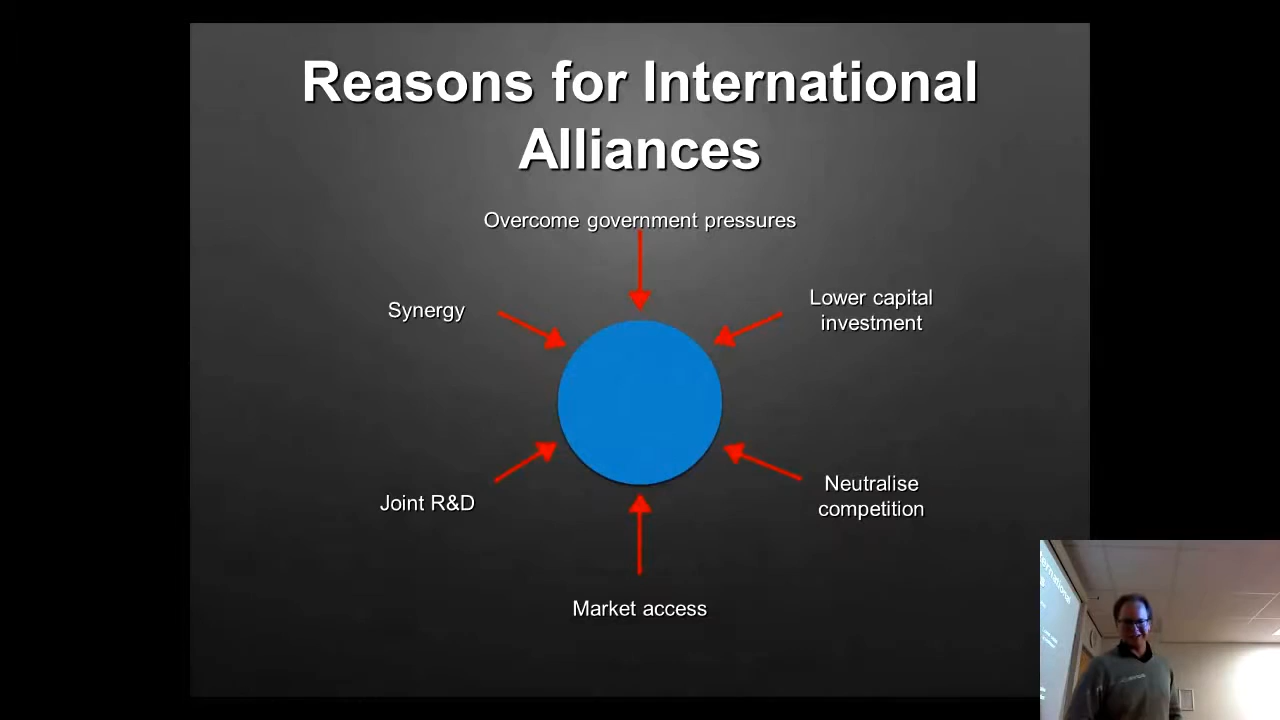 Reasons for International
Alliances
Overcome government pressures
Synergy
Lower capital
investment
Joint R&D
Neutralise
competition
Market access